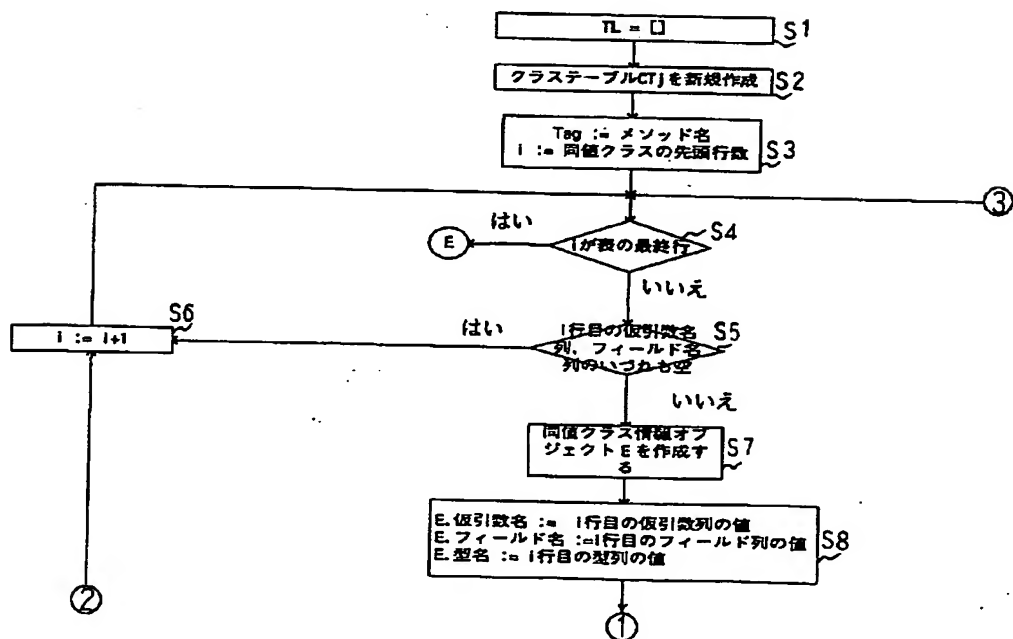 TL = []
S1
クラステーブルCTjを新規作成
S2
Tag := メソッド名
i := 同値クラスの先頭行数
S3
③
はい
S4
E
iが表の最終行
いいえ
S6
i := i+1
はい
i行目の仮引数名
列、フィールド名
列のいづれも空
S5
いいえ
同値クラス情報オブ
ジェクトEを作成す
る
S7
E.仮引数名 := i行目の仮引数列の値
E.フィールド名 :=i行目のフィールド列の値
E.型名 := i行目の型列の値
S8
②
①